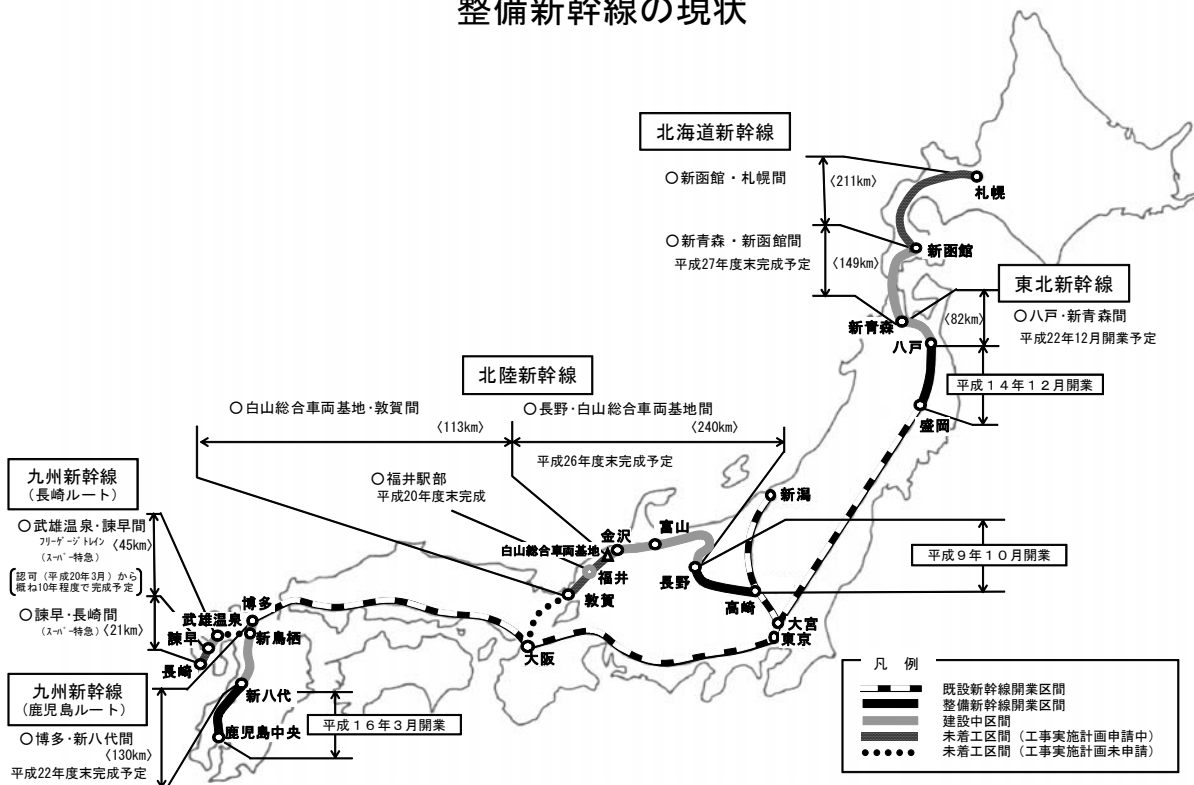 整備新幹線の現状
北海道新幹線
○新函館・札幌間
〈211km〉
札幌
○新青森・新函館間
平成27年度末完成予定
〈149km〉
新函館
東北新幹線
○八戸・新青森間
平成22年12月開業予定
〈82km〉
新青森
八戸
平成14年12月開業
盛岡
北陸新幹線
○白山総合車両基地・敦賀間
〈113km〉
○長野・白山総合車両基地間
〈240km〉
平成26年度末完成予定
○福井駅部
平成20年度末完成
新潟
富山
金沢
白山総合車両基地
福井
敦賀
長野
高崎
平成9年10月開業
大宮
東京
大阪
九州新幹線
(長崎ルート)
○武雄温泉・諫早間
フリーゲージトレイン
〈45km〉
(スーパー特急)
認可(平成20年3月)から
概ね10年程度で完成予定
○諫早・長崎間
(スーパー特急)〈21km〉
博多
武雄温泉
新鳥栖
諫早
長崎
九州新幹線
(鹿児島ルート)
○博多・新八代間
〈130km〉
平成22年度末完成予定
新八代
鹿児島中央
平成16年3月開業
凡 例
既設新幹線開業区間
整備新幹線開業区間
建設中区間
未着工区間(工事実施計画申請中)
未着工区間(工事実施計画未申請)